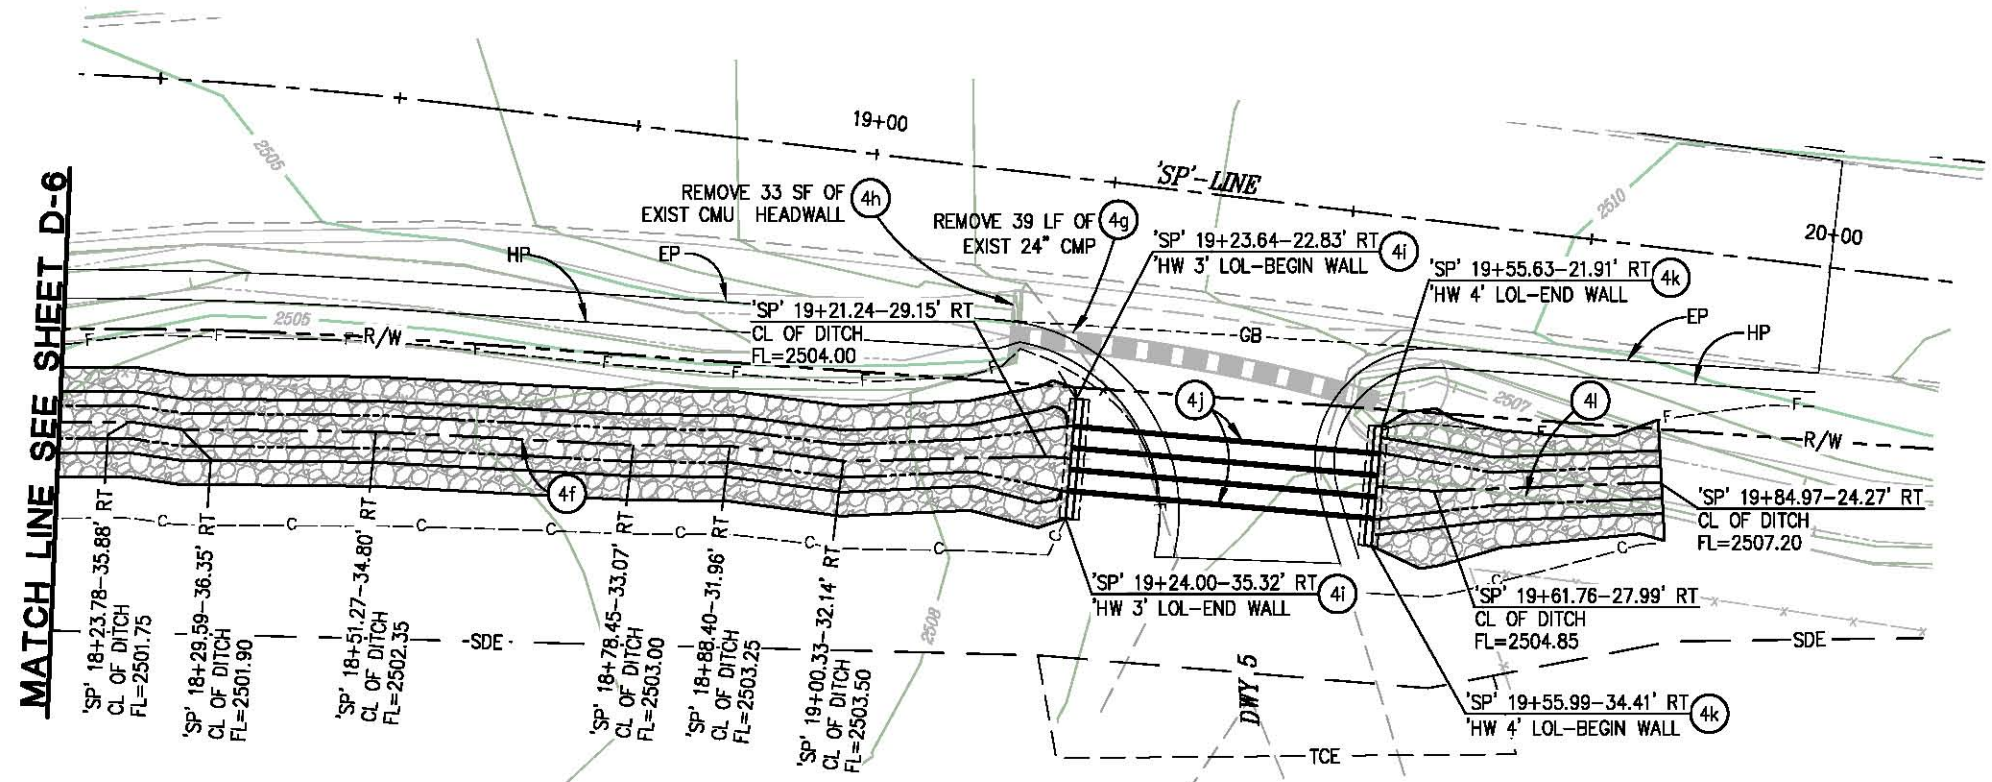 MATCH LINE SEE SHEET D-6
2505
19+00
'SP'-LINE
2510
20+00
REMOVE 33 SF OF
EXIST CMU HEADWALL
4h
REMOVE 39 LF OF
EXIST 24" CMP
4g
'SP' 19+23.64-22.83' RT
'HW 3' LOL-BEGIN WALL
4i
'SP' 19+55.63-21.91' RT
'HW 4' LOL-END WALL
4k
HP
EP
'SP' 19+21.24-29.15' RT
CL OF DITCH
FL=2504.00
2505
R/W
GB
EP
HP
F
F
F
F
F
F
F
F
F
F
F
4j
2507
4l
R/W
4f
'SP' 19+84.97-24.27' RT
CL OF DITCH
FL=2507.20
C
C
C
C
C
C
C
C
C
C
'SP' 19+24.00-35.32' RT
'HW 3' LOL-END WALL
4i
'SP' 19+61.76-27.99' RT
CL OF DITCH
FL=2504.85
'SP' 18+23.78-35.88' RT
CL OF DITCH
FL=2501.75
'SP' 18+29.59-36.35' RT
CL OF DITCH
FL=2501.90
'SP' 18+51.27-34.80' RT
CL OF DITCH
FL=2502.35
SDE
'SP' 18+78.45-33.07' RT
CL OF DITCH
FL=2503.00
'SP' 18+88.40-31.96' RT
CL OF DITCH
FL=2503.25
'SP' 19+00.33-32.14' RT
CL OF DITCH
FL=2503.50
2508
DWY 5
SDE
'SP' 19+55.99-34.41' RT
'HW 4' LOL-BEGIN WALL
4k
TCE